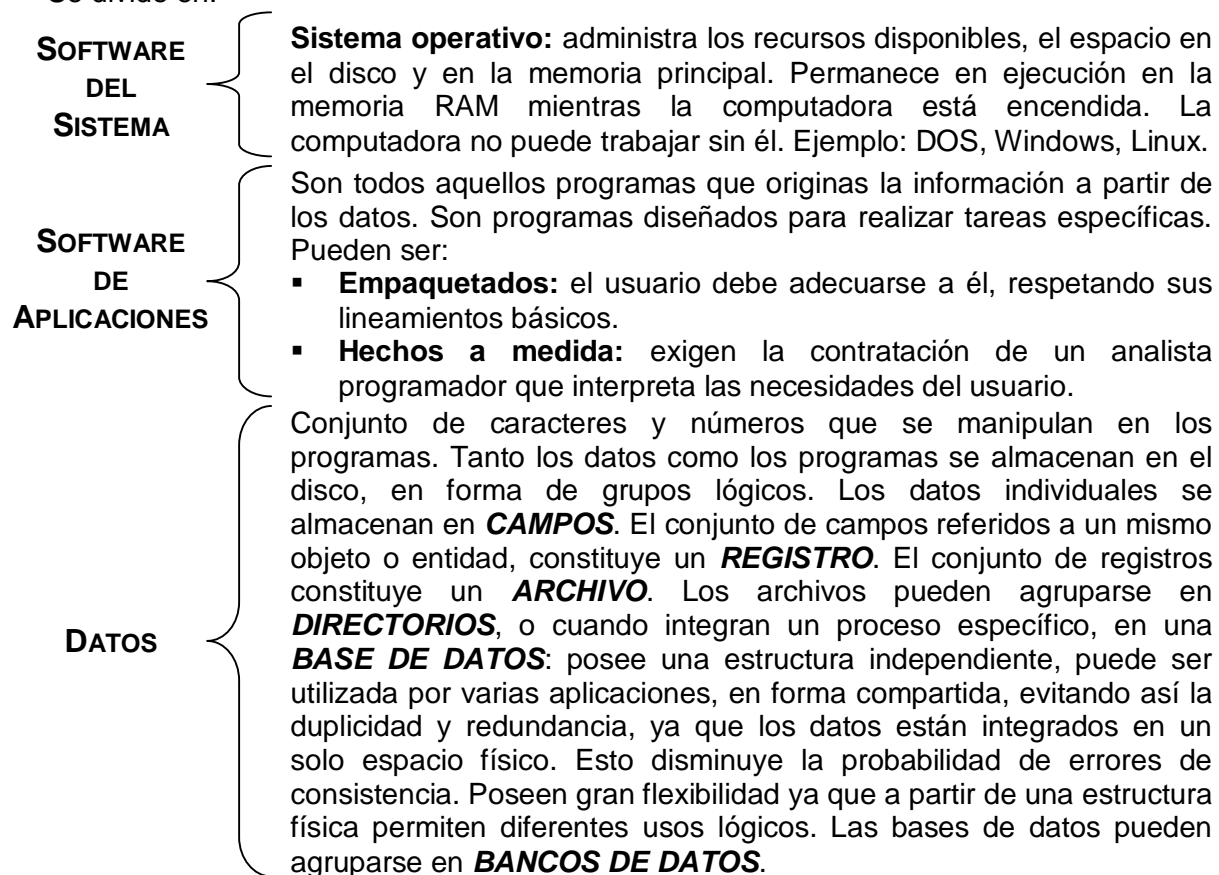 SOFTWARE
DEL
SISTEMA
Sistema operativo: administra los recursos disponibles, el espacio en
el disco y en la memoria principal. Permanece en ejecución en la
memoria RAM mientras la computadora está encendida. La
computadora no puede trabajar sin él. Ejemplo: DOS, Windows, Linux.
SOFTWARE
DE
APLICACIONES
Son todos aquellos programas que originas la información a partir de
los datos. Son programas diseñados para realizar tareas específicas.
Pueden ser:
▪ Empaquetados: el usuario debe adecuarse a él, respetando sus
lineamientos básicos.
▪ Hechos a medida: exigen la contratación de un analista
programador que interpreta las necesidades del usuario.
DATOS
Conjunto de caracteres y números que se manipulan en los
programas. Tanto los datos como los programas se almacenan en el
disco, en forma de grupos lógicos. Los datos individuales se
almacenan en CAMPOS. El conjunto de campos referidos a un mismo
objeto o entidad, constituye un REGISTRO. El conjunto de registros
constituye un ARCHIVO. Los archivos pueden agruparse en
DIRECTORIOS, o cuando integran un proceso específico, en una
BASE DE DATOS: posee una estructura independiente, puede ser
utilizada por varias aplicaciones, en forma compartida, evitando así la
duplicidad y redundancia, ya que los datos están integrados en un
solo espacio físico. Esto disminuye la probabilidad de errores de
consistencia. Poseen gran flexibilidad ya que a partir de una estructura
física permiten diferentes usos lógicos. Las bases de datos pueden
agruparse en BANCOS DE DATOS.